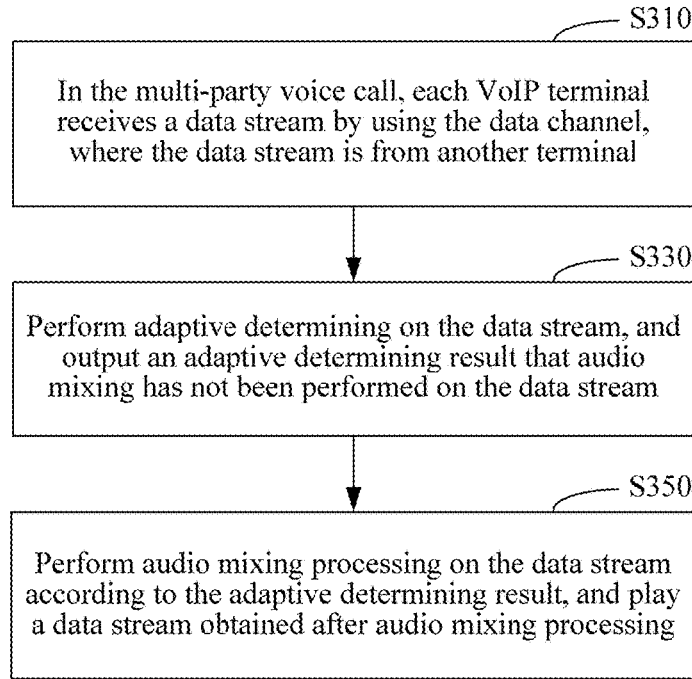 S310
In the multi-party voice call, each VoIP terminal
receives a data stream by using the data channel,
where the data stream is from another terminal
S330
Perform adaptive determining on the data stream, and
output an adaptive determining result that audio
mixing has not been performed on the data stream
S350
Perform audio mixing processing on the data stream
according to the adaptive determining result, and play
a data stream obtained after audio mixing processing